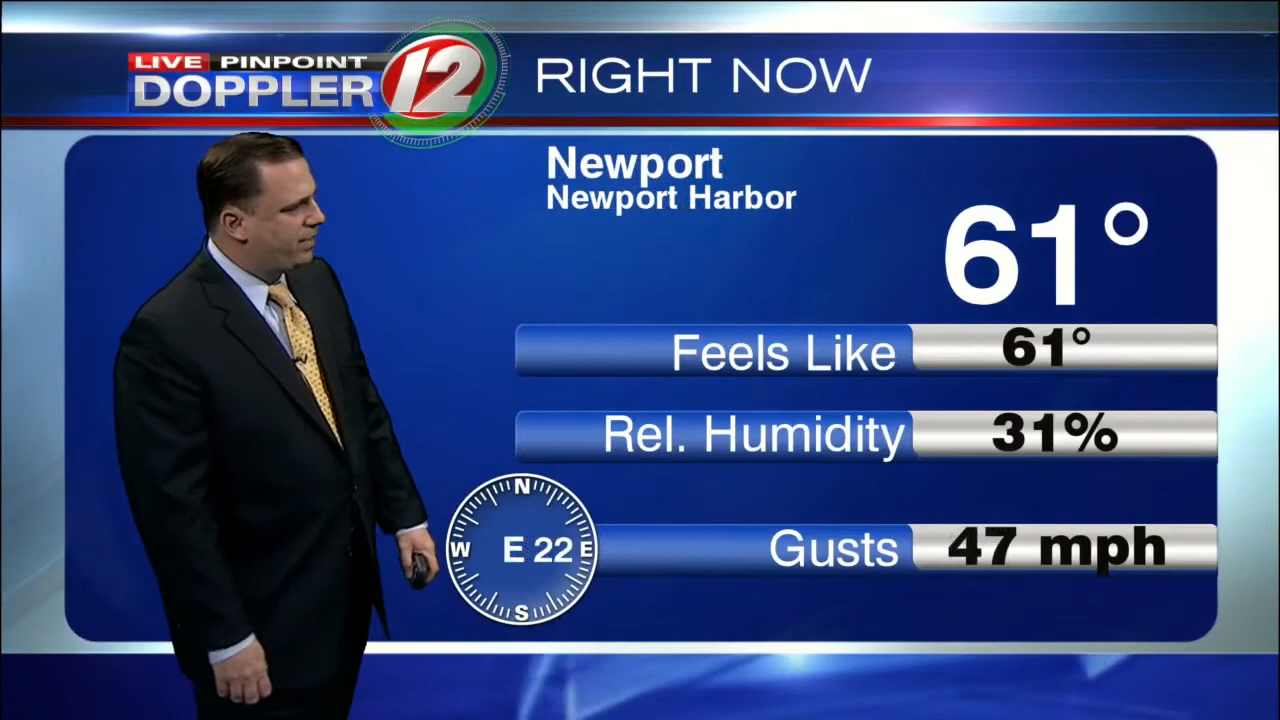 LIVE PINPOINT
DOPPLER 12
RIGHT NOW
Newport
Newport Harbor
61°
Feels Like 61°
Rel. Humidity 31%
N
W E 22 E
S
Gusts 47 mph